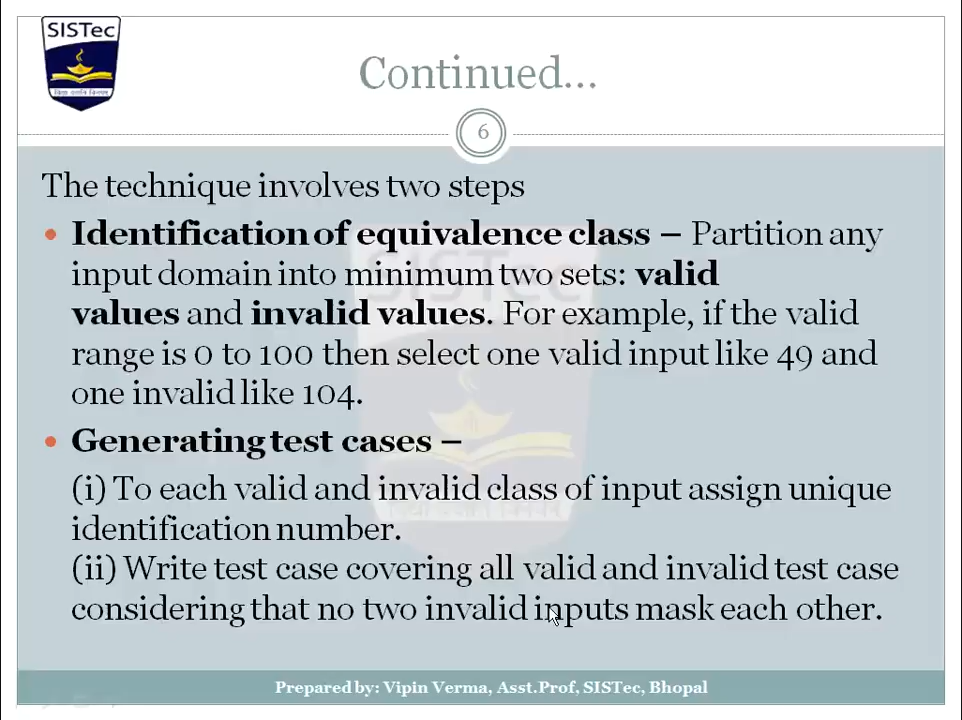 SISTec
Continued...
6
The technique involves two steps
• Identification of equivalence class – Partition any
input domain into minimum two sets: valid
values and invalid values. For example, if the valid
range is 0 to 100 then select one valid input like 49 and
one invalid like 104.
• Generating test cases –
(i) To each valid and invalid class of input assign unique
identification number.
(ii) Write test case covering all valid and invalid test case
considering that no two invalid inputs mask each other.
Prepared by: Vipin Verma, Asst.Prof, SISTec, Bhopal